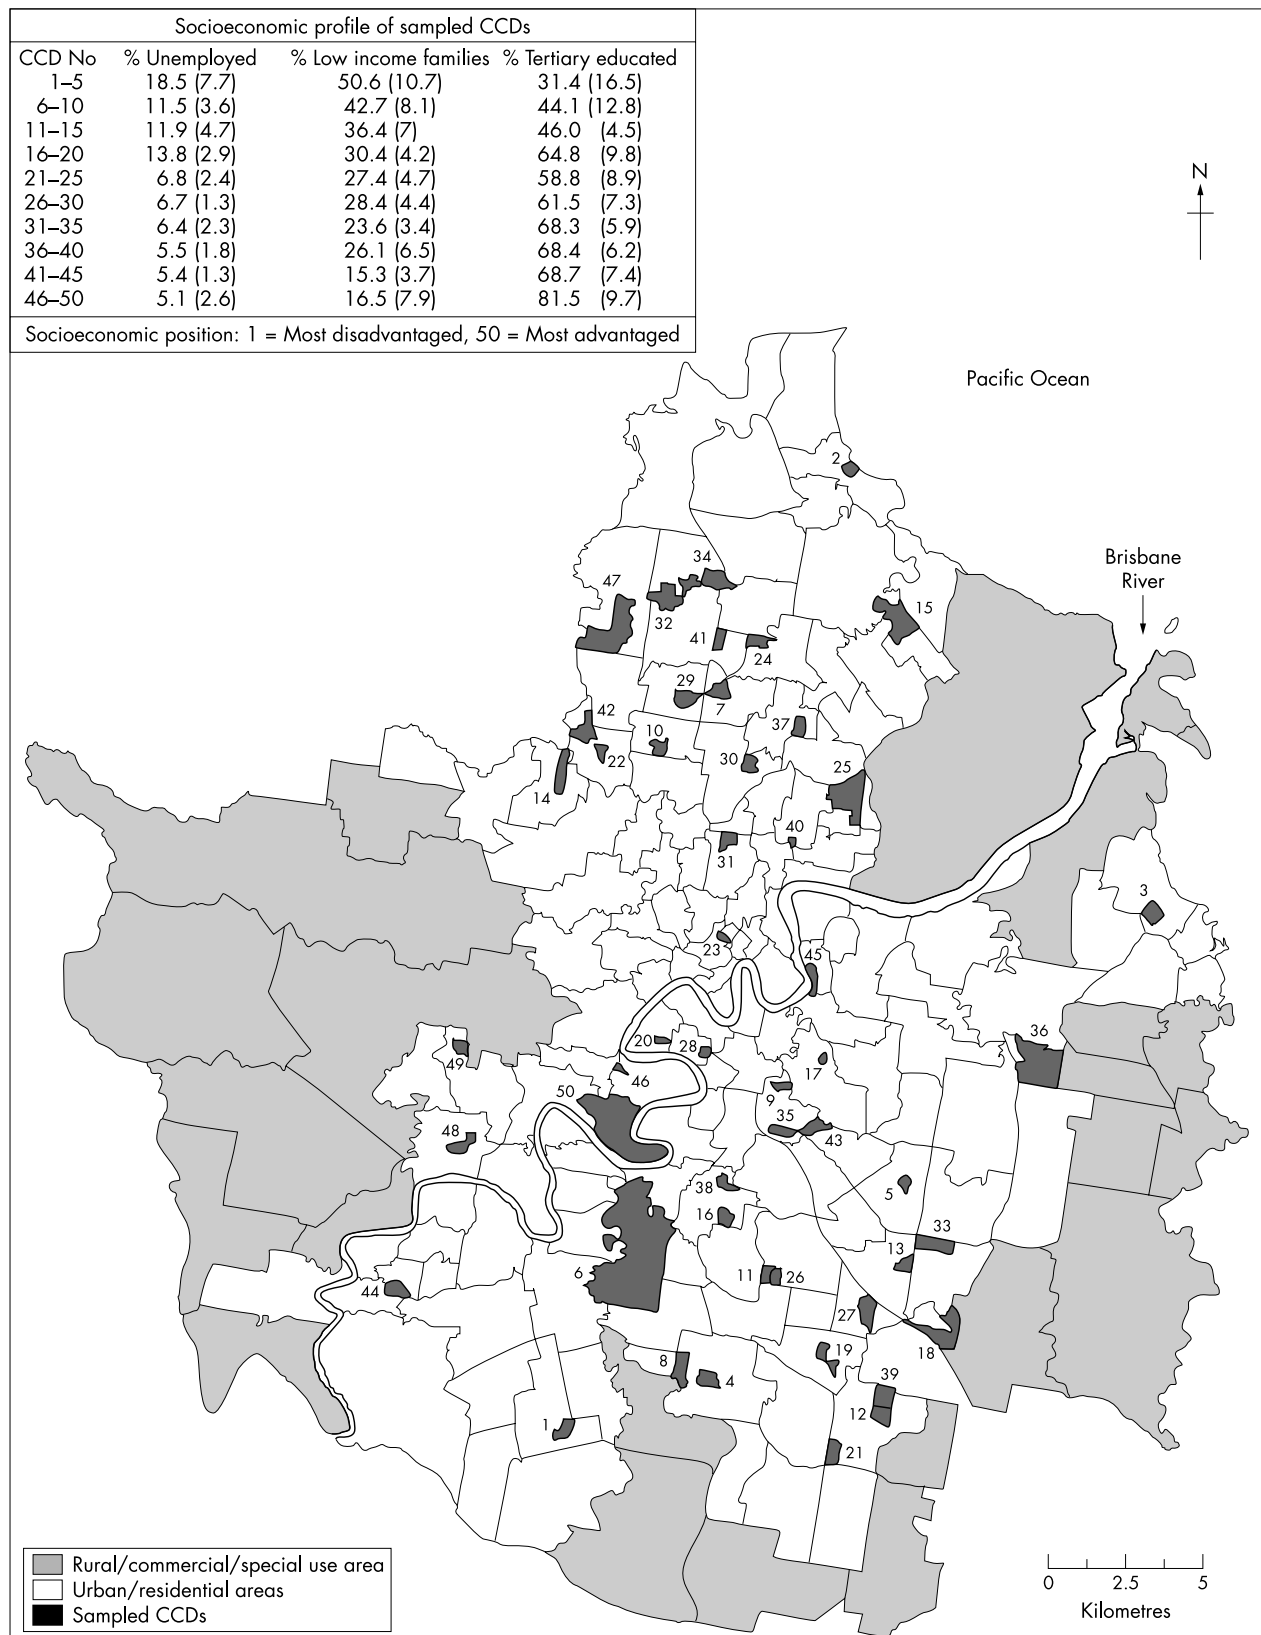 Socioeconomic profile of sampled CCDs
CCD No % Unemployed % Low income families % Tertiary educated
1–5 18.5 (7.7) 50.6 (10.7) 31.4 (16.5)
6–10 11.5 (3.6) 42.7 (8.1) 44.1 (12.8)
11–15 11.9 (4.7) 36.4 (7) 46.0 (4.5)
16–20 13.8 (2.9) 30.4 (4.2) 64.8 (9.8)
21–25 6.8 (2.4) 27.4 (4.7) 58.8 (8.9)
26–30 6.7 (1.3) 28.4 (4.4) 61.5 (7.3)
31–35 6.4 (2.3) 23.6 (3.4) 68.3 (5.9)
36–40 5.5 (1.8) 26.1 (6.5) 68.4 (6.2)
41–45 5.4 (1.3) 15.3 (3.7) 68.7 (7.4)
46–50 5.1 (2.6) 16.5 (7.9) 81.5 (9.7)
Socioeconomic position: 1 = Most disadvantaged, 50 = Most advantaged
N
Pacific Ocean
2
34
Brisbane
River
47
15
32
41
24
29
7
42
37
10
22
30
25
14
40
31
3
23
45
36
20
28
49
17
46
50
9
35
48
43
38
5
16
33
13
11
26
6
44
27
19
18
8
4
39
12
1
21
Rural/commercial/special use area
Urban/residential areas
Sampled CCDs
0 2.5 5
Kilometres